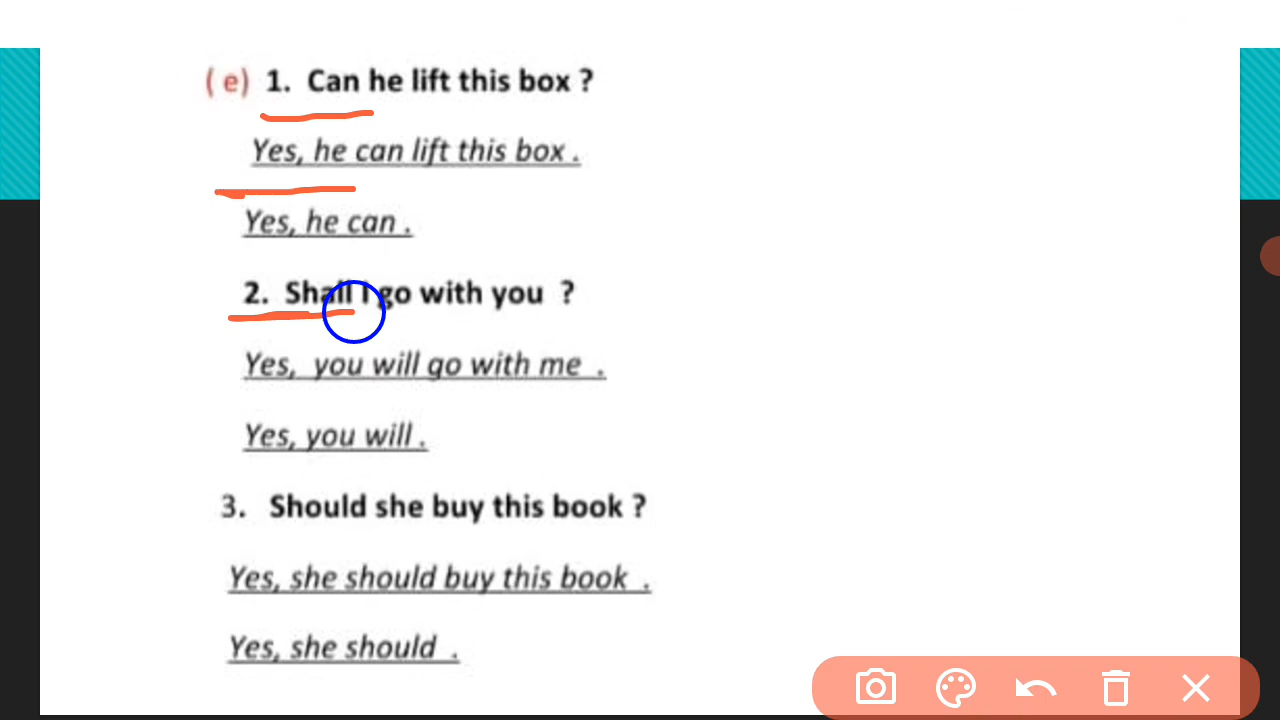 ( e) 1. Can he lift this box ?
Yes, he can lift this box .
Yes, he can .
2. Shall I go with you ?
Yes, you will go with me .
Yes, you will .
3. Should she buy this book ?
Yes, she should buy this book .
Yes, she should .